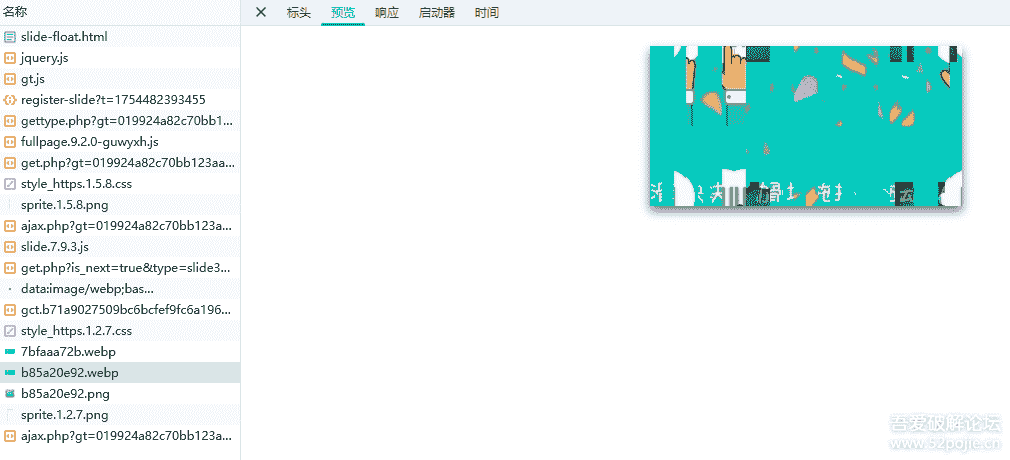 名称
标头 预览 响应 启动器 时间
slide-float.html
jquery.js
gt.js
register-slide?t=1754482393455
gettype.php?gt=019924a82c70bb1...
fullpage.9.2.0-guwyxh.js
get.php?gt=019924a82c70bb123aa...
style_https.1.5.8.css
sprite.1.5.8.png
ajax.php?gt=019924a82c70bb123a...
slide.7.9.3.js
get.php?is_next=true&type=slide3...
data:image/webp;bas...
gct.b71a9027509bc6bcfef9fc6a196...
style_https.1.2.7.css
7bfaaa72b.webp
b85a20e92.webp
b85a20e92.png
sprite.1.2.7.png
ajax.php?gt=019924a82c70bb123a...
吾爱破解论坛
www.52pojie.cn